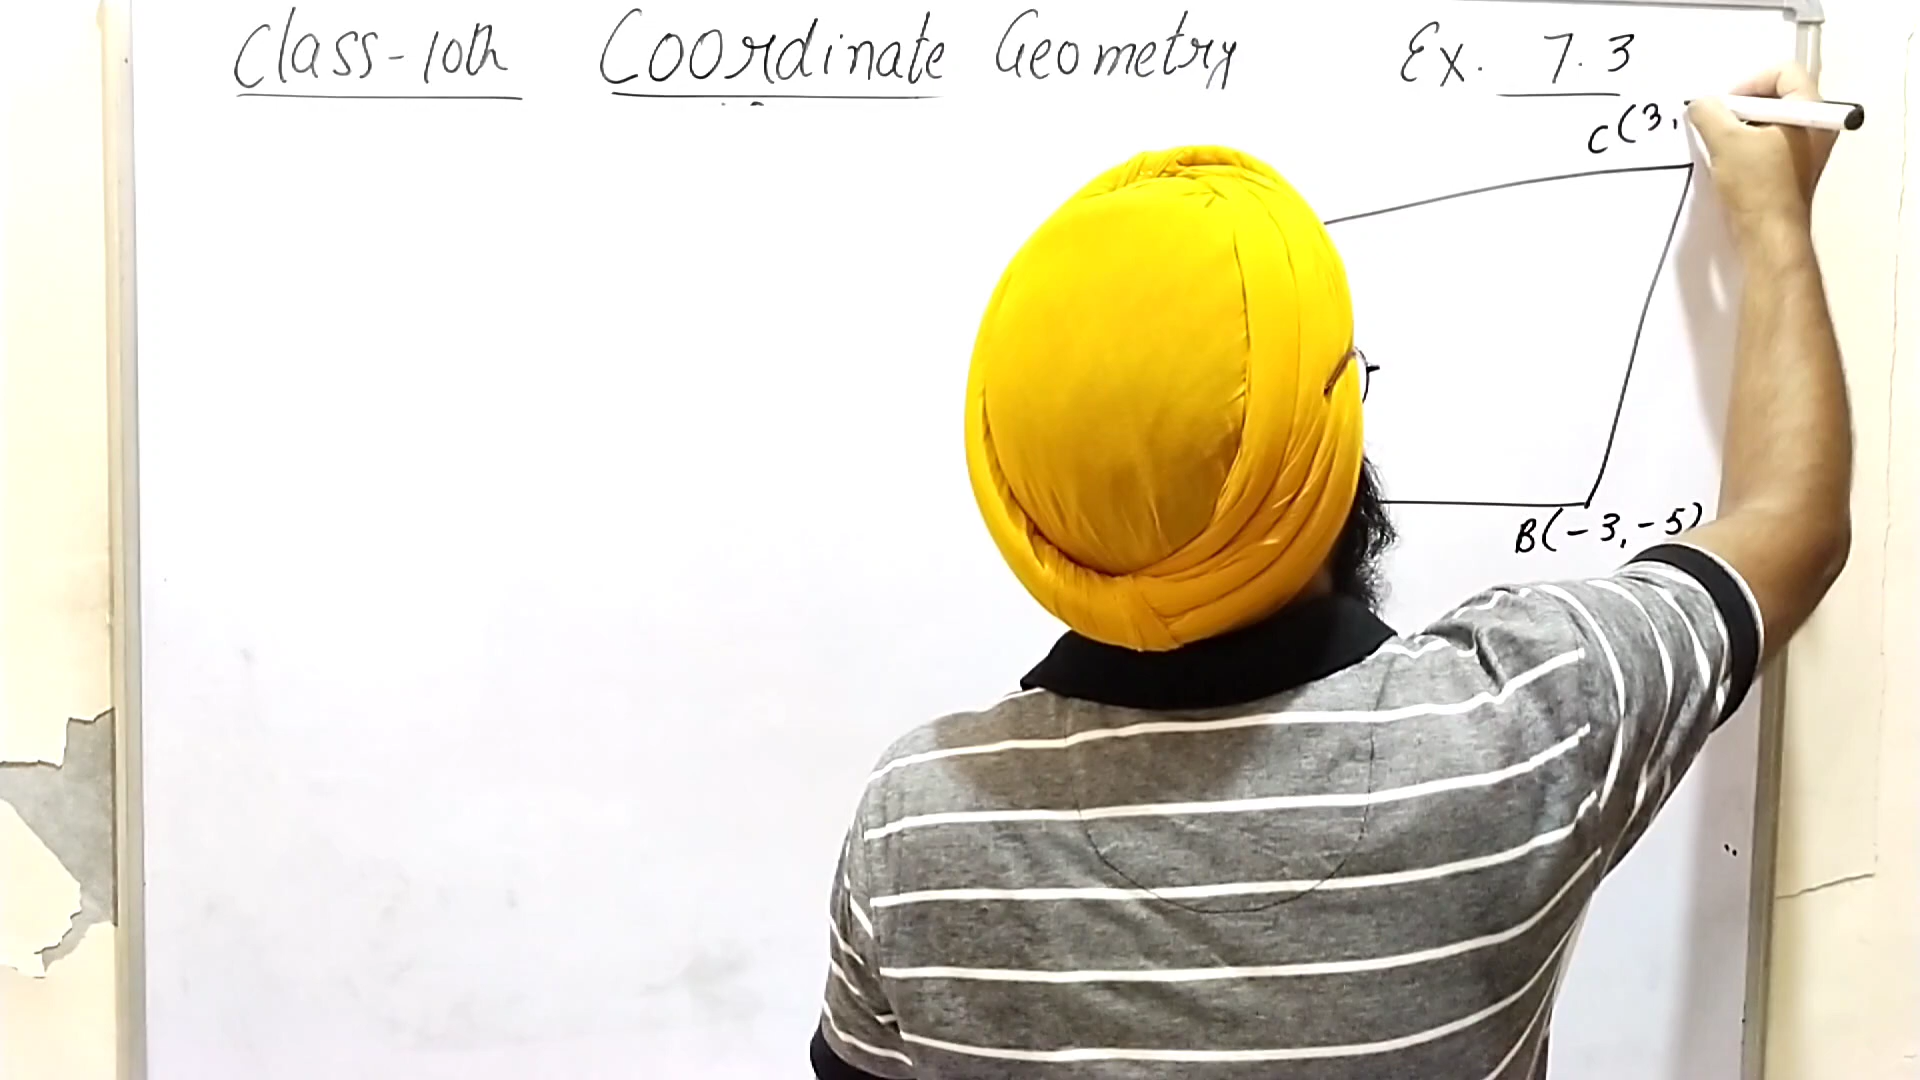 Class-10th Coordinate Geometry Ex. 7.3
C(3,
B(-3,-5)